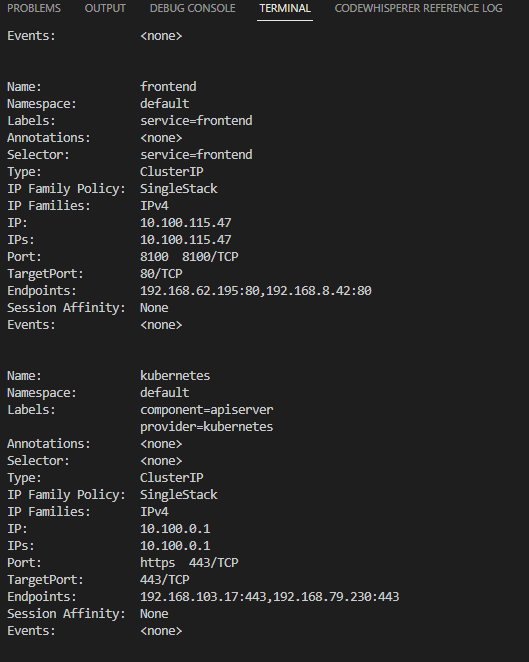 PROBLEMS OUTPUT DEBUG CONSOLE TERMINAL CODEWHISPERER REFERENCE LOG
Events: <none>
Name: frontend
Namespace: default
Labels: service=frontend
Annotations: <none>
Selector: service=frontend
Type: ClusterIP
IP Family Policy: SingleStack
IP Families: IPv4
IP: 10.100.115.47
IPs: 10.100.115.47
Port: 8100 8100/TCP
TargetPort: 80/TCP
Endpoints: 192.168.62.195:80,192.168.8.42:80
Session Affinity: None
Events: <none>
Name: kubernetes
Namespace: default
Labels: component=apiserver
provider=kubernetes
Annotations: <none>
Selector: <none>
Type: ClusterIP
IP Family Policy: SingleStack
IP Families: IPv4
IP: 10.100.0.1
IPs: 10.100.0.1
Port: https 443/TCP
TargetPort: 443/TCP
Endpoints: 192.168.103.17:443,192.168.79.230:443
Session Affinity: None
Events: <none>